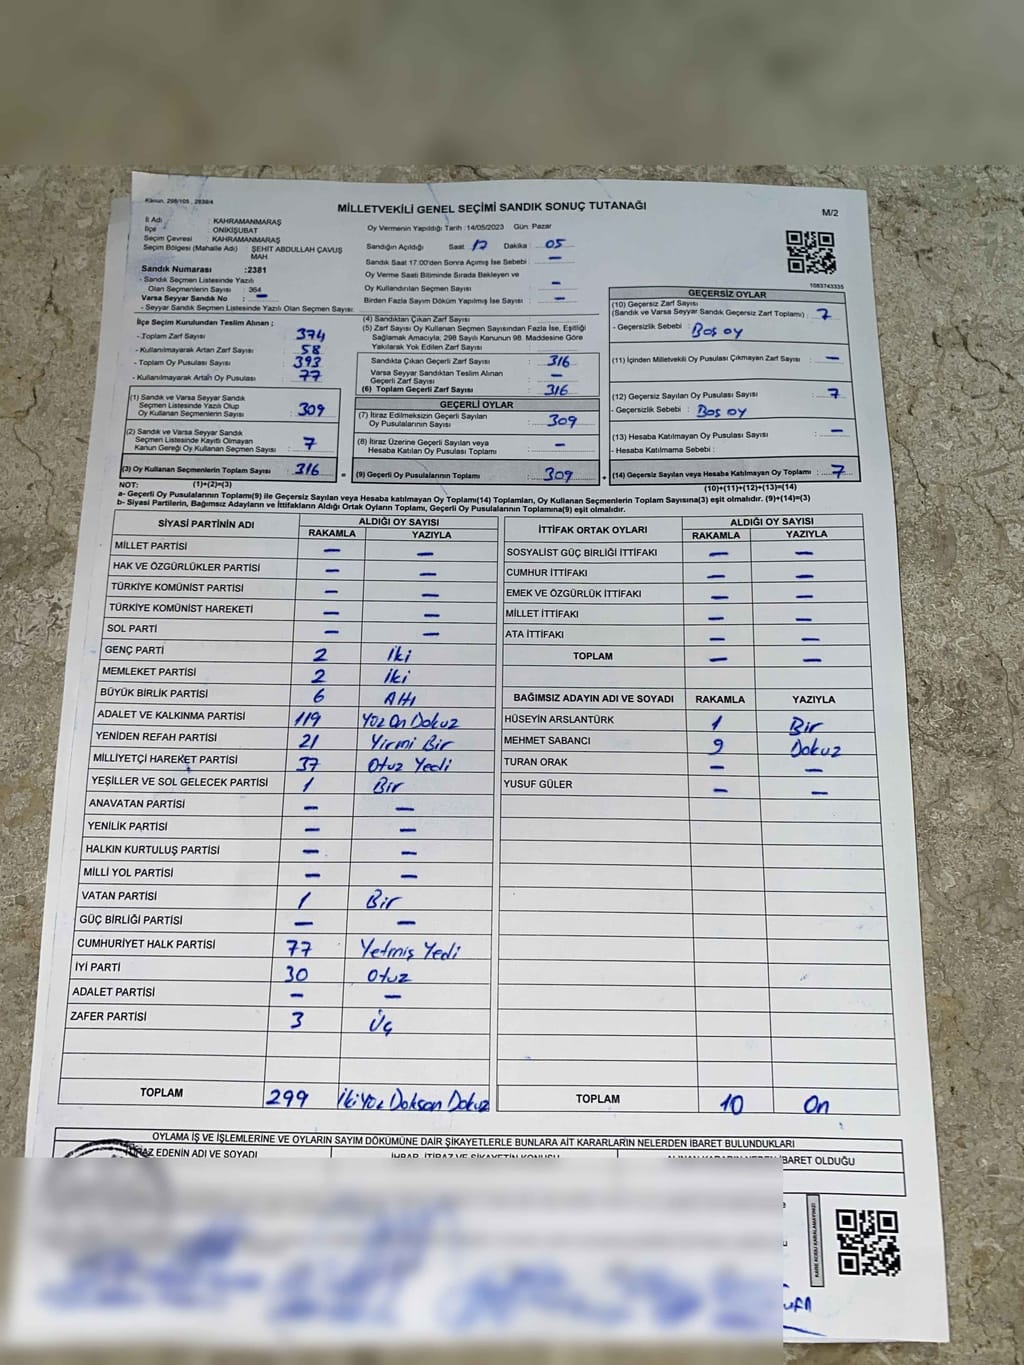 Kanun, 298/105 , 2839/4
MİLLETVEKİLİ GENEL SEÇİMİ SANDIK SONUÇ TUTANAĞI
M/2
İl Adı : KAHRAMANMARAŞ
İlçe : ONİKİŞUBAT
Seçim Çevresi : KAHRAMANMARAŞ
Seçim Bölgesi (Mahalle Adı) : ŞEHİT ABDULLAH ÇAVUŞ MAH
Sandık Numarası :2381
- Sandık Seçmen Listesinde Yazılı
Olan Seçmenlerin Sayısı : 364
Varsa Seyyar Sandık No : —
- Seyyar Sandık Seçmen Listesinde Yazılı Olan Seçmen Sayısı:
Oy Vermenin Yapıldığı Tarih :14/05/2023 Gün: Pazar
Sandığın Açıldığı Saat : 17 Dakika : 05
Sandık Saat 17:00'den Sonra Açımış İse Sebebi : —
Oy Verme Saati Bitiminde Sırada Bekleyen ve
Oy Kullandırılan Seçmen Sayısı : —
Birden Fazla Sayım Döküm Yapılmış İse Sayısı : —
1083743335
İlçe Seçim Kurulundan Teslim Alınan ;
- Toplam Zarf Sayısı : 374
- Kullanılmayarak Artan Zarf Sayısı : 58
- Toplam Oy Pusulası Sayısı : 393
- Kullanılmayarak Artan Oy Pusulası : 77
(1) Sandık ve Varsa Seyyar Sandık
Seçmen Listesinde Yazılı Olup
Oy Kullanan Seçmenlerin Sayısı : 309
(2) Sandık ve Varsa Seyyar Sandık
Seçmen Listesinde Kayıtlı Olmayan
Kanun Gereği Oy Kullanan Seçmen Sayısı : 7
(3) Oy Kullanan Seçmenlerin Toplam Sayısı : 316
(1)+(2)=(3)
(4) Sandıktan Çıkan Zarf Sayısı :
(5) Zarf Sayısı Oy Kullanan Seçmen Sayısından Fazla İse, Eşitliği
Sağlamak Amacıyla, 298 Sayılı Kanunun 98. Maddesine Göre
Yakılarak Yok Edilen Zarf Sayısı :
Sandıkta Çıkan Geçerli Zarf Sayısı : 316
Varsa Seyyar Sandıktan Teslim Alınan
Geçerli Zarf Sayısı : —
(6) Toplam Geçerli Zarf Sayısı : 316
GEÇERLİ OYLAR
(7) İtiraz Edilmeksizin Geçerli Sayılan
Oy Pusulalarının Sayısı : 309
(8) İtiraz Üzerine Geçerli Sayılan veya
Hesaba Katılan Oy Pusulası Toplamı : —
= (9) Geçerli Oy Pusulalarının Toplamı : 309
GEÇERSİZ OYLAR
(10) Geçersiz Zarf Sayısı
(Sandık ve Varsa Seyyar Sandık Geçersiz Zarf Toplamı) : 7
- Geçersizlik Sebebi : Boş oy
(11) İçinden Milletvekili Oy Pusulası Çıkmayan Zarf Sayısı : —
(12) Geçersiz Sayılan Oy Pusulası Sayısı : 7
- Geçersizlik Sebebi : Boş oy
(13) Hesaba Katılmayan Oy Pusulası Sayısı : —
- Hesaba Katılmama Sebebi :
+ (14) Geçersiz Sayılan veya Hesaba Katılmayan Oy Toplamı : 7
(10)+(11)+(12)+(13)=(14)
NOT:
a- Geçerli Oy Pusulalarının Toplamı(9) ile Geçersiz Sayılan veya Hesaba katılmayan Oy Toplamı(14) Toplamları, Oy Kullanan Seçmenlerin Toplam Sayısına(3) eşit olmalıdır. (9)+(14)=(3)
b- Siyasi Partilerin, Bağımsız Adayların ve İttifakların Aldığı Ortak Oyların Toplamı, Geçerli Oy Pusulalarının Toplamına(9) eşit olmalıdır.
SİYASİ PARTİNİN ADI ALDIĞI OY SAYISI
RAKAMLA YAZIYLA
MİLLET PARTİSİ — —
HAK VE ÖZGÜRLÜKLER PARTİSİ — —
TÜRKİYE KOMÜNİST PARTİSİ — —
TÜRKİYE KOMÜNİST HAREKETİ — —
SOL PARTİ — —
GENÇ PARTİ 2 iki
MEMLEKET PARTİSİ 2 iki
BÜYÜK BİRLİK PARTİSİ 6 Altı
ADALET VE KALKINMA PARTİSİ 119 Yüz On Dokuz
YENİDEN REFAH PARTİSİ 21 Yirmi Bir
MİLLİYETÇİ HAREKET PARTİSİ 37 Otuz Yedi
YEŞİLLER VE SOL GELECEK PARTİSİ 1 Bir
ANAVATAN PARTİSİ — —
YENİLİK PARTİSİ — —
HALKIN KURTULUŞ PARTİSİ — —
MİLLİ YOL PARTİSİ — —
VATAN PARTİSİ 1 Bir
GÜÇ BİRLİĞİ PARTİSİ — —
CUMHURİYET HALK PARTİSİ 77 Yetmiş Yedi
İYİ PARTİ 30 Otuz
ADALET PARTİSİ — —
ZAFER PARTİSİ 3 Üç
TOPLAM 299 İkiYüz Doksan Dokuz
İTTİFAK ORTAK OYLARI ALDIĞI OY SAYISI
RAKAMLA YAZIYLA
SOSYALİST GÜÇ BİRLİĞİ İTTİFAKI — —
CUMHUR İTTİFAKI — —
EMEK VE ÖZGÜRLÜK İTTİFAKI — —
MİLLET İTTİFAKI — —
ATA İTTİFAKI — —
TOPLAM — —
BAĞIMSIZ ADAYIN ADI VE SOYADI RAKAMLA YAZIYLA
HÜSEYİN ARSLANTÜRK 1 Bir
MEHMET SABANCI 9 Dokuz
TURAN ORAK — —
YUSUF GÜLER — —
TOPLAM 10 On
OYLAMA İŞ VE İŞLEMLERİNE VE OYLARIN SAYIM DÖKÜMÜNE DAİR ŞİKAYETLERLE BUNLARA AİT KARARLARIN NELERDEN İBARET BULUNDUKLARI
İTİRAZ EDENİN ADI VE SOYADI İHBAR, İTİRAZ VE ŞİKAYETİN KONUSU ALINAN KARARIN NEDEN İBARET OLDUĞU
KARE KODU KARALAMAYINIZ!